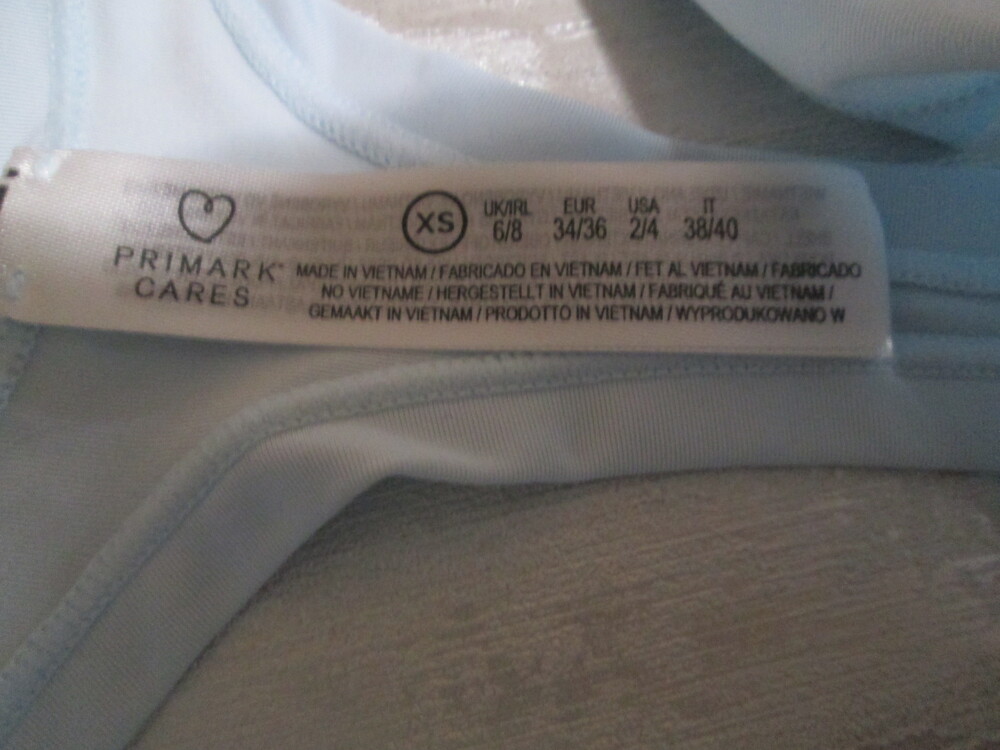 PRIMARK™
CARES
XS
UK/IRL EUR USA IT
6/8 34/36 2/4 38/40
MADE IN VIETNAM / FABRICADO EN VIETNAM / FET AL VIETNAM / FABRICADO
NO VIETNAME / HERGESTELLT IN VIETNAM / FABRIQUÉ AU VIETNAM /
GEMAAKT IN VIETNAM / PRODOTTO IN VIETNAM / WYPRODUKOWANO W